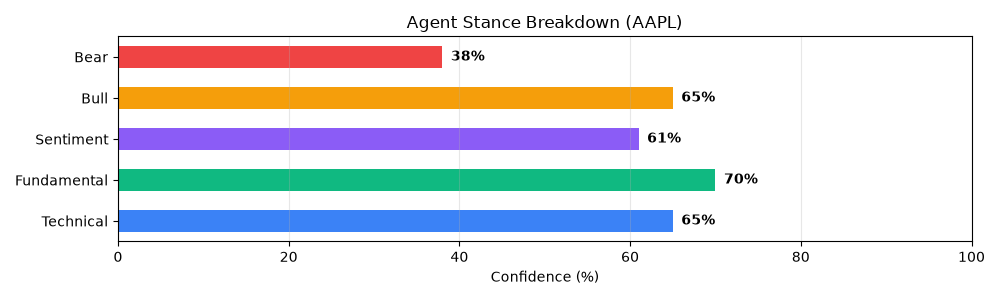 Agent Stance Breakdown (AAPL)
Bear 38%
Bull 65%
Sentiment 61%
Fundamental 70%
Technical 65%
0 20 40 60 80 100
Confidence (%)